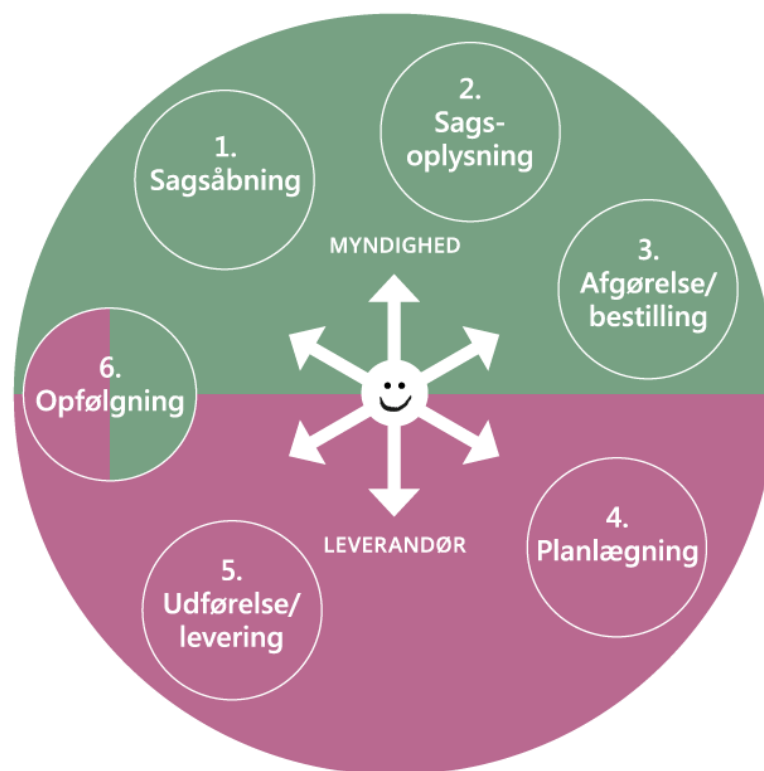 1.
Sagsåbning
2.
Sags-
oplysning
3.
Afgørelse/
bestilling
MYNDIGHED
6.
Opfølgning
LEVERANDØR
4.
Planlægning
5.
Udførelse/
levering